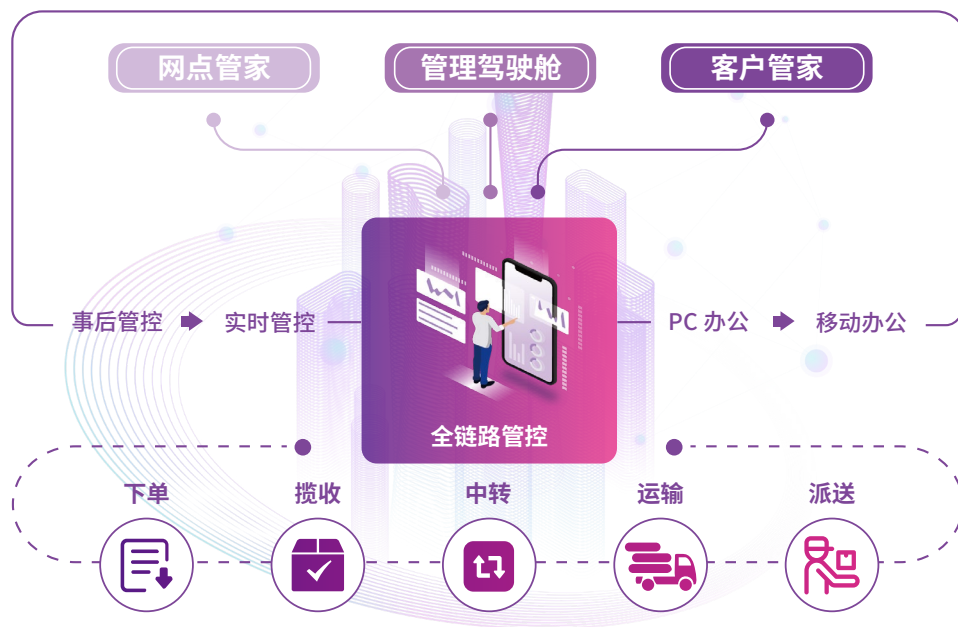 网点管家
管理驾驶舱
客户管家
事后管控
实时管控
PC 办公
移动办公
全链路管控
下单
揽收
中转
运输
派送